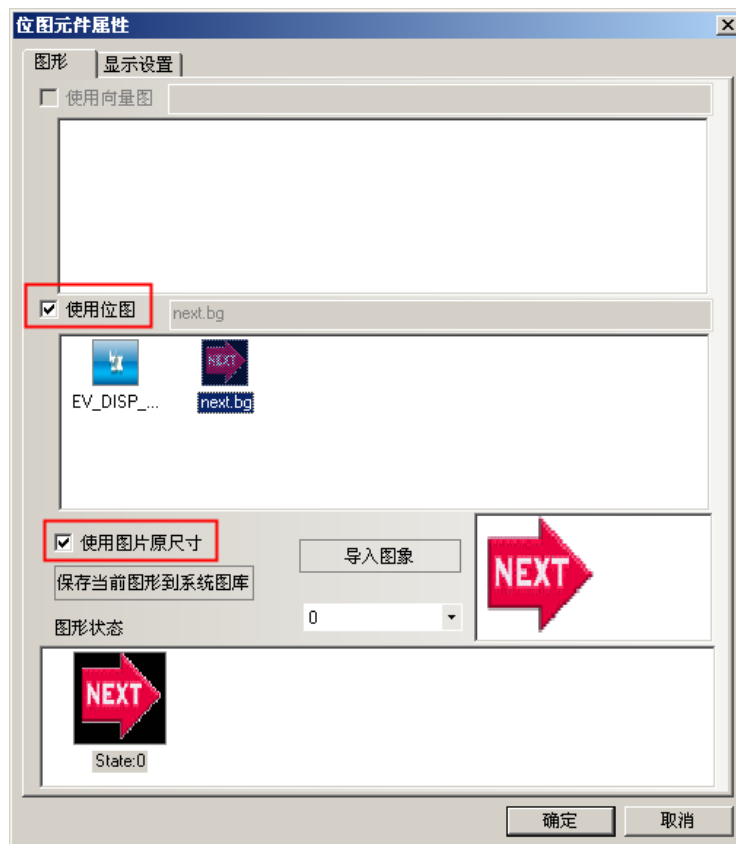 位图元件属性
图形
显示设置
使用向量图
使用位图
next.bg
NEXT
EV_DISP_...
next.bg
使用图片原尺寸
导入图象
NEXT
保存当前图形到系统图库
0
图形状态
NEXT
State:0
确定
取消